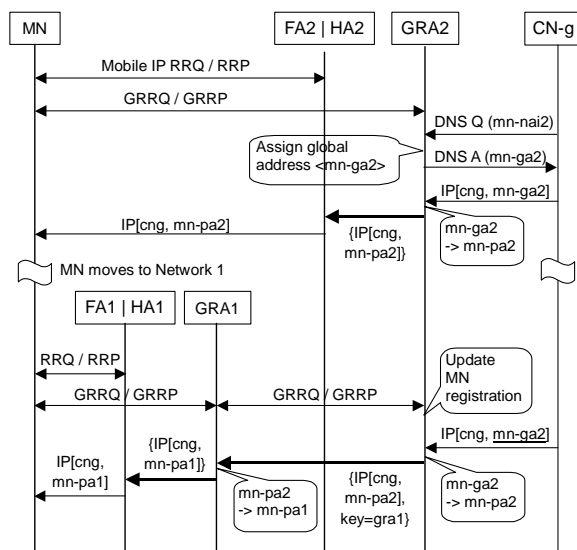 MN
FA2 | HA2
GRA2
CN-g
Mobile IP RRQ / RRP
GRRQ / GRRP
DNS Q (mn-nai2)
Assign global
address <mn-ga2>
DNS A (mn-ga2)
IP[cng, mn-ga2]
IP[cng, mn-pa2]
{IP[cng,
mn-pa2]}
mn-ga2
-> mn-pa2
MN moves to Network 1
FA1 | HA1
GRA1
RRQ / RRP
Update
MN
registration
GRRQ / GRRP
GRRQ / GRRP
IP[cng, mn-ga2]
IP[cng,
mn-pa1]
{IP[cng,
mn-pa1]}
mn-pa2
-> mn-pa1
{IP[cng,
mn-pa2],
key=gra1}
mn-ga2
-> mn-pa2